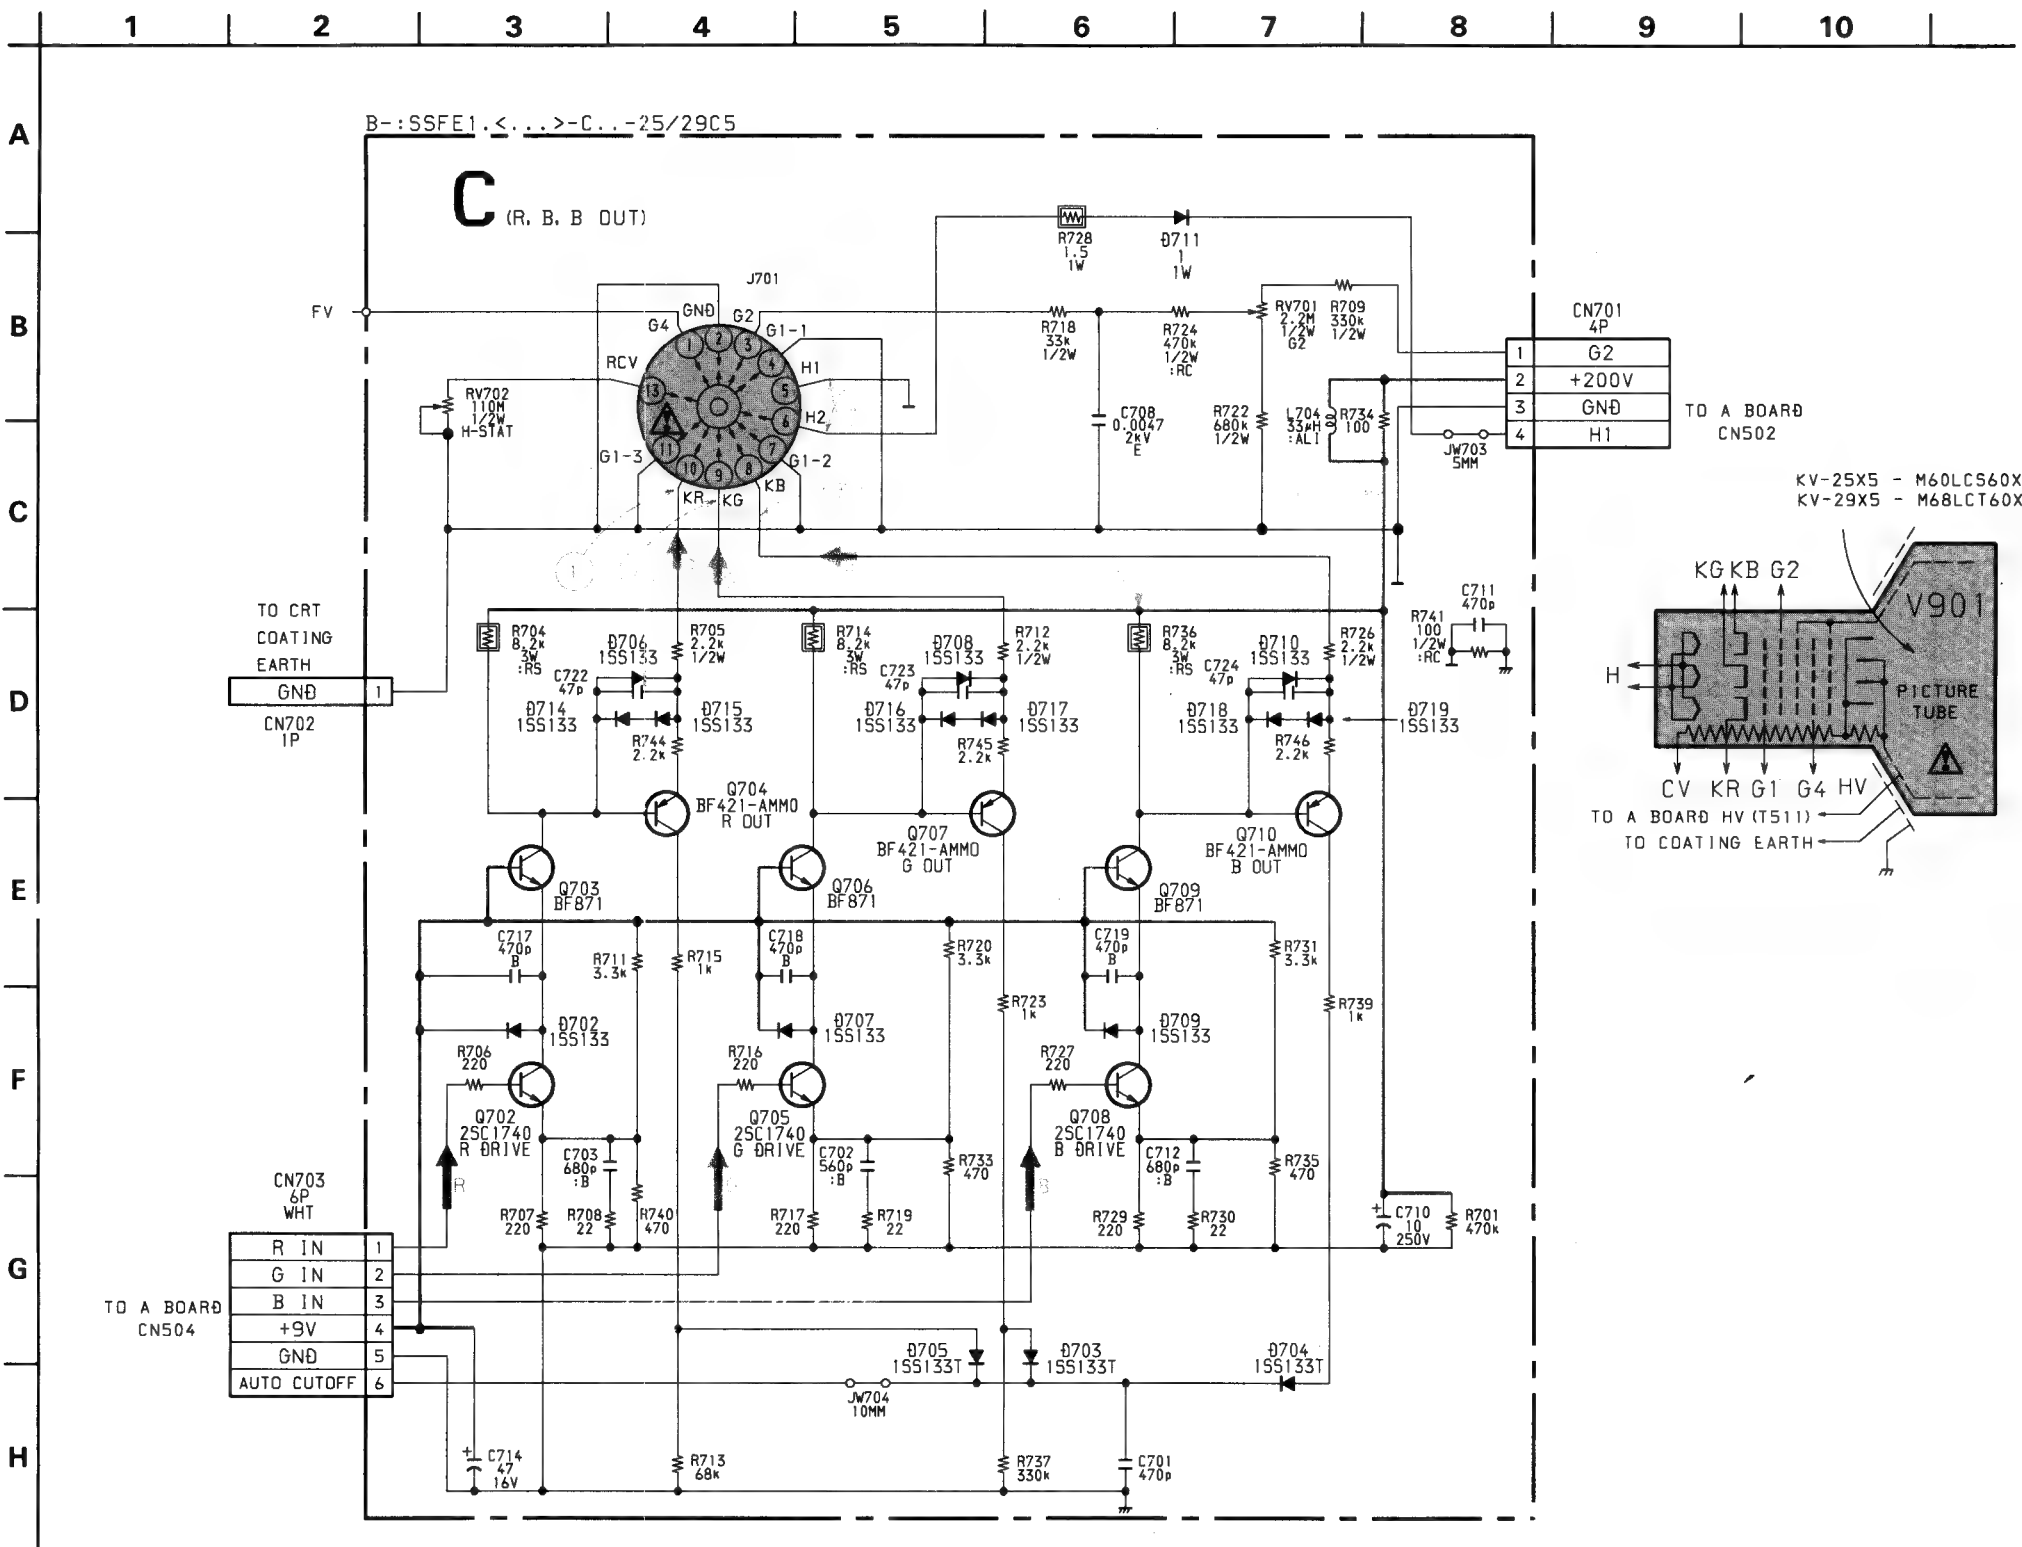 1 2 3 4 5 6 7 8 9 10
A
B
C
D
E
F
G
H
B-:SSFE1.<...>-C..-25/29C5
C (R, B, B OUT)
J701
FV
G4
GND
G2
G1-1
RCV
H1
H2
G1-3
G1-2
KR
KG
KB
1
2
3
4
5
6
7
8
9
10
11
13
RV702
110M
1/2W
H-STAT
R728
1.5
1W
D711
1
1W
R718
33k
1/2W
R724
470k
1/2W
:RC
RV701
2.2M
1/2W
G2
R709
330k
1/2W
C708
0.0047
2kV
E
R722
680k
1/2W
L704
33µH
:ALI
R734
100
JW703
5MM
CN701
4P
1 G2
2 +200V
3 GND
4 H1
TO A BOARD
CN502
KV-25X5 - M60LCS60X
KV-29X5 - M68LCT60X
KG KB G2
V901
H
PICTURE
TUBE
CV KR G1 G4 HV
TO A BOARD HV (T511)
TO COATING EARTH
1
TO CRT
COATING
EARTH
GND 1
CN702
1P
R704
8.2k
3W
:RS
D706
1SS133
R705
2.2k
1/2W
C722
47p
D714
1SS133
D715
1SS133
R744
2.2k
R714
8.2k
3W
:RS
D708
1SS133
R712
2.2k
1/2W
C723
47p
D716
1SS133
D717
1SS133
R745
2.2k
R736
8.2k
3W
:RS
D710
1SS133
R726
2.2k
1/2W
C724
47p
D718
1SS133
D719
1SS133
R746
2.2k
C711
470p
R741
100
1/2W
:RC
Q704
BF421-AMMO
R OUT
Q707
BF421-AMMO
G OUT
Q710
BF421-AMMO
B OUT
Q703
BF871
Q706
BF871
Q709
BF871
C717
470p
B
R711
3.3k
R715
1k
C718
470p
B
R720
3.3k
R723
1k
C719
470p
B
R731
3.3k
R739
1k
D702
1SS133
D707
1SS133
D709
1SS133
R706
220
R716
220
R727
220
Q702
2SC1740
R DRIVE
Q705
2SC1740
G DRIVE
Q708
2SC1740
B DRIVE
C703
680p
:B
C702
560p
:B
R733
470
C712
680p
:B
R735
470
R
B
R707
220
R708
22
R740
470
R717
220
R719
22
R729
220
R730
22
+
C710
10
250V
R701
470k
CN703
6P
WHT
R IN 1
G IN 2
B IN 3
+9V 4
GND 5
AUTO CUTOFF 6
TO A BOARD
CN504
D705
1SS133T
D703
1SS133T
D704
1SS133T
JW704
10MM
+
C714
47
16V
R713
68k
R737
330k
C701
470p